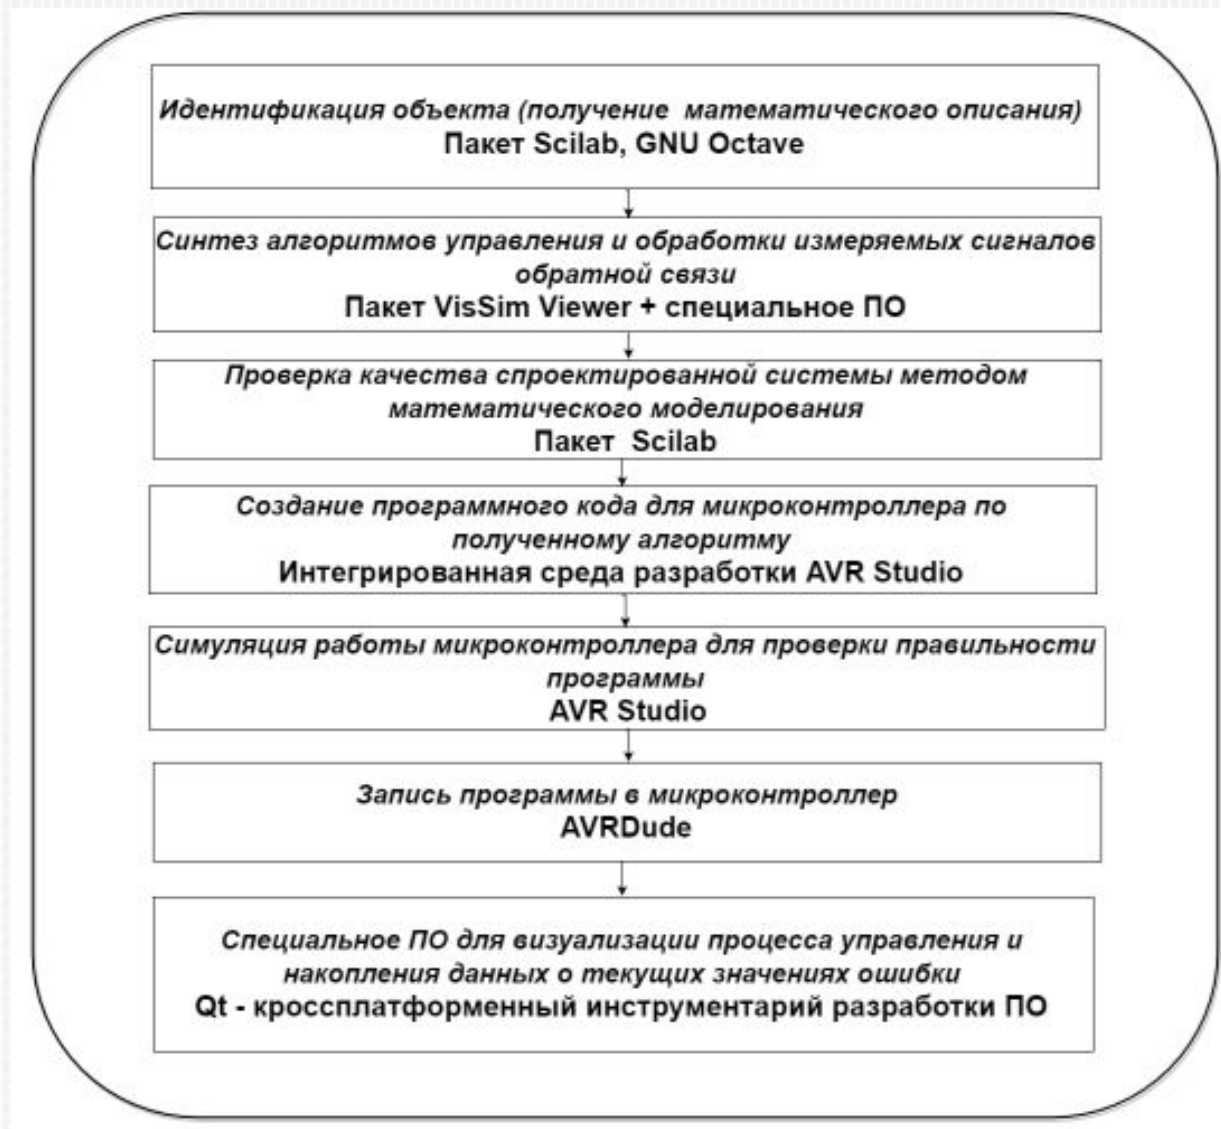 Идентификация объекта (получение математического описания)
Пакет Scilab, GNU Octave
Синтез алгоритмов управления и обработки измеряемых сигналов
обратной связи
Пакет VisSim Viewer + специальное ПО
Проверка качества спроектированной системы методом
математического моделирования
Пакет Scilab
Создание программного кода для микроконтроллера по
полученному алгоритму
Интегрированная среда разработки AVR Studio
Симуляция работы микроконтроллера для проверки правильности
программы
AVR Studio
Запись программы в микроконтроллер
AVRDude
Специальное ПО для визуализации процесса управления и
накопления данных о текущих значениях ошибки
Qt - кроссплатформенный инструментарий разработки ПО